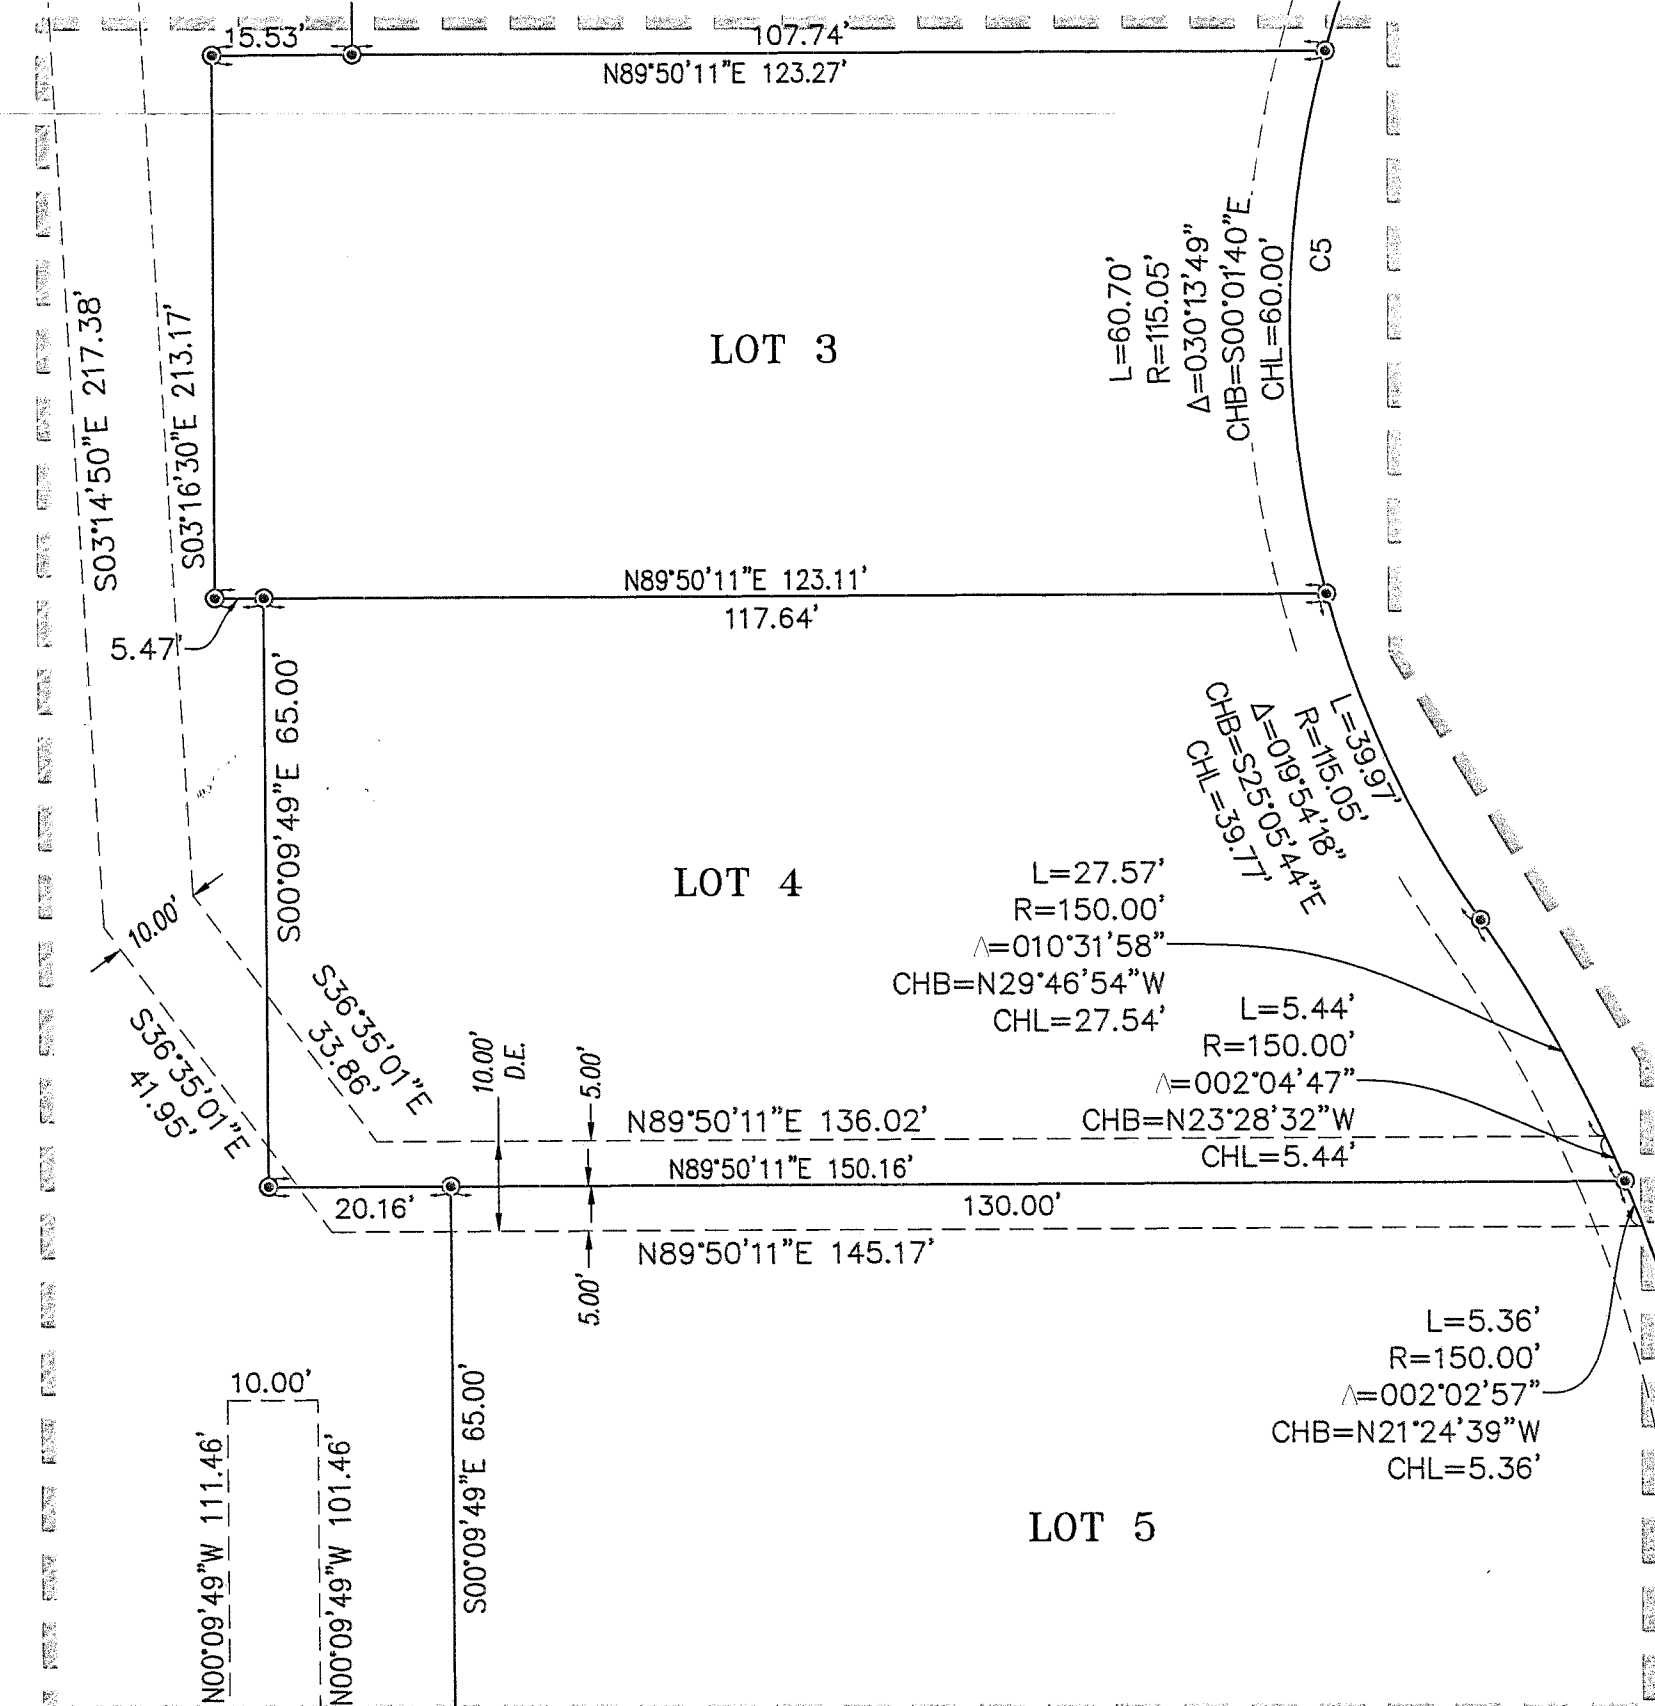 15.53'
107.74'
N89°50'11"E 123.27'
S03°14'50"E 217.38'
S03°16'30"E 213.17'
LOT 3
L=60.70'
R=115.05'
Δ=030°13'49"
CHB=S00°01'40"E
CHL=60.00'
C5
N89°50'11"E 123.11'
117.64'
5.47'
S00°09'49"E 65.00'
L=39.97'
R=115.05'
Δ=019°54'18"
CHB=S25°05'44"E
CHL=39.77'
LOT 4
L=27.57'
R=150.00'
Δ=010°31'58"
CHB=N29°46'54"W
CHL=27.54'
10.00'
S36°35'01"E
33.86'
S36°35'01"E
41.95'
10.00'
D.E.
5.00'
L=5.44'
R=150.00'
Δ=002°04'47"
CHB=N23°28'32"W
CHL=5.44'
N89°50'11"E 136.02'
N89°50'11"E 150.16'
20.16'
130.00'
N89°50'11"E 145.17'
5.00'
L=5.36'
R=150.00'
Δ=002°02'57"
CHB=N21°24'39"W
CHL=5.36'
10.00'
N00°09'49"W 111.46'
N00°09'49"W 101.46'
S00°09'49"E 65.00'
LOT 5